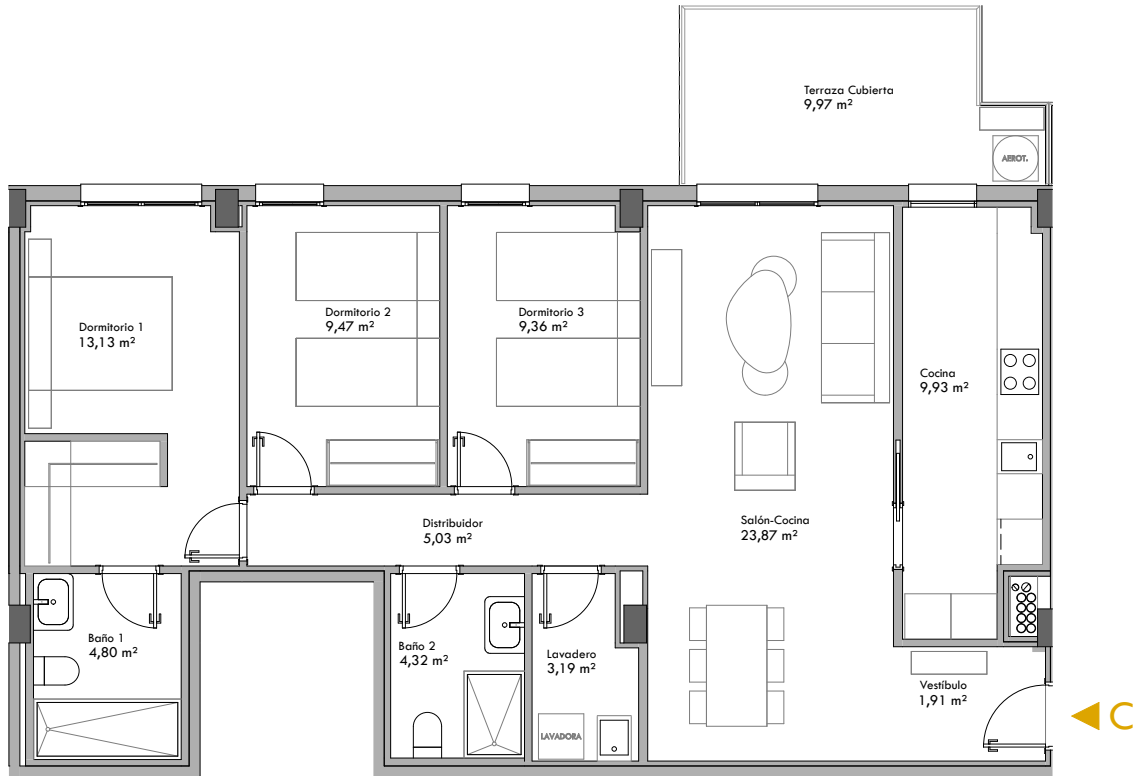 Terraza Cubierta
9,97 m²
AEROT.
Dormitorio 1
13,13 m²
Dormitorio 2
9,47 m²
Dormitorio 3
9,36 m²
Cocina
9,93 m²
Distribuidor
5,03 m²
Salón-Cocina
23,87 m²
Baño 1
4,80 m²
Baño 2
4,32 m²
Lavadero
3,19 m²
Vestíbulo
1,91 m²
LAVADORA
C